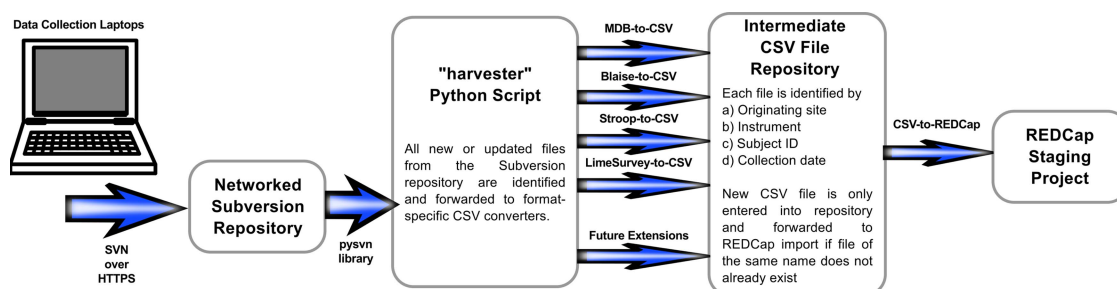 Data Collection Laptops
SVN
over
HTTPS
Networked
Subversion
Repository
pysvn
library
"harvester"
Python Script
All new or updated files
from the Subversion
repository are identified
and forwarded to format-
specific CSV converters.
MDB-to-CSV
Blaise-to-CSV
Stroop-to-CSV
LimeSurvey-to-CSV
Future Extensions
Intermediate
CSV File
Repository
Each file is identified by
a) Originating site
b) Instrument
c) Subject ID
d) Collection date
New CSV file is only
entered into repository
and forwarded to
REDCap import if file of
the same name does not
already exist
CSV-to-REDCap
REDCap
Staging
Project